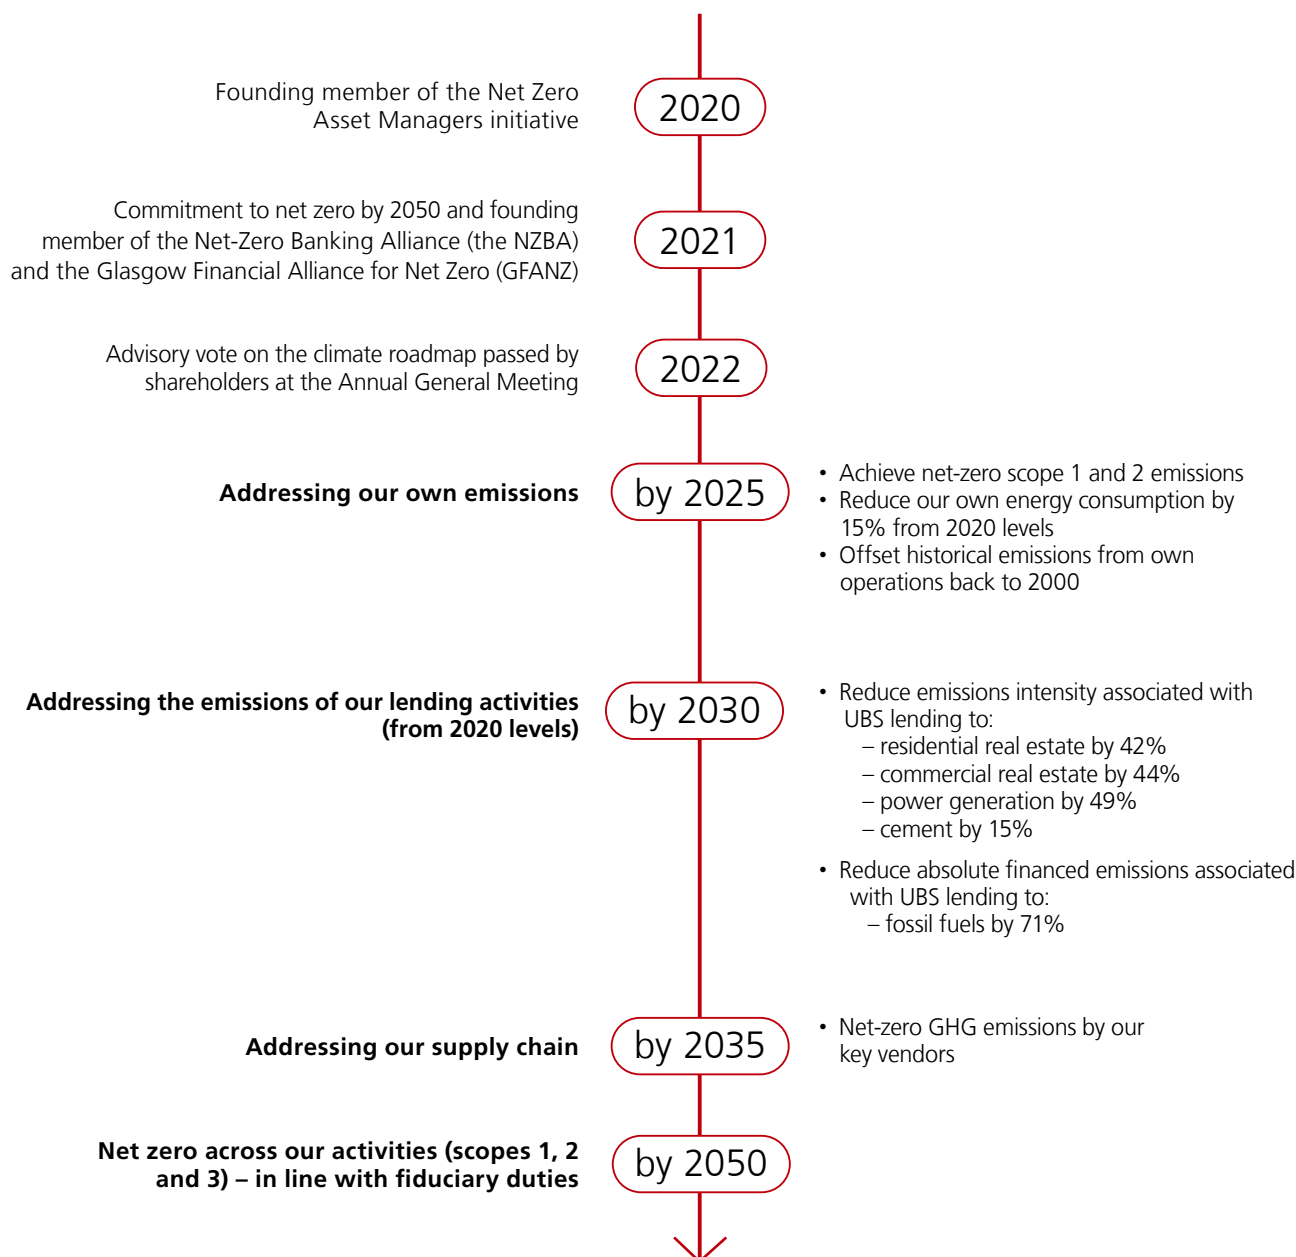 Founding member of the Net Zero
Asset Managers initiative
2020
Commitment to net zero by 2050 and founding
member of the Net-Zero Banking Alliance (the NZBA)
and the Glasgow Financial Alliance for Net Zero (GFANZ)
2021
Advisory vote on the climate roadmap passed by
shareholders at the Annual General Meeting
2022
Addressing our own emissions
by 2025
• Achieve net-zero scope 1 and 2 emissions
• Reduce our own energy consumption by
15% from 2020 levels
• Offset historical emissions from own
operations back to 2000
Addressing the emissions of our lending activities
(from 2020 levels)
by 2030
• Reduce emissions intensity associated with
UBS lending to:
– residential real estate by 42%
– commercial real estate by 44%
– power generation by 49%
– cement by 15%
• Reduce absolute financed emissions associated
with UBS lending to:
– fossil fuels by 71%
Addressing our supply chain
by 2035
• Net-zero GHG emissions by our
key vendors
Net zero across our activities (scopes 1, 2
and 3) – in line with fiduciary duties
by 2050